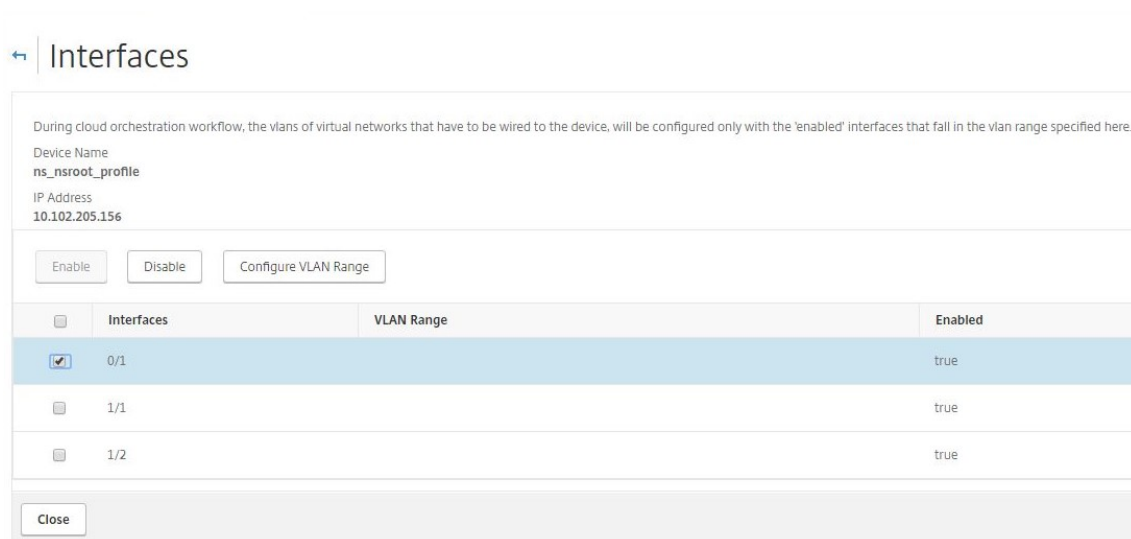 Interfaces
During cloud orchestration workflow, the vlans of virtual networks that have to be wired to the device, will be configured only with the 'enabled' interfaces that fall in the vlan range specified here.
Device Name
ns_nsroot_profile
IP Address
10.102.205.156
Enable Disable Configure VLAN Range
Interfaces VLAN Range Enabled
0/1 true
1/1 true
1/2 true
Close